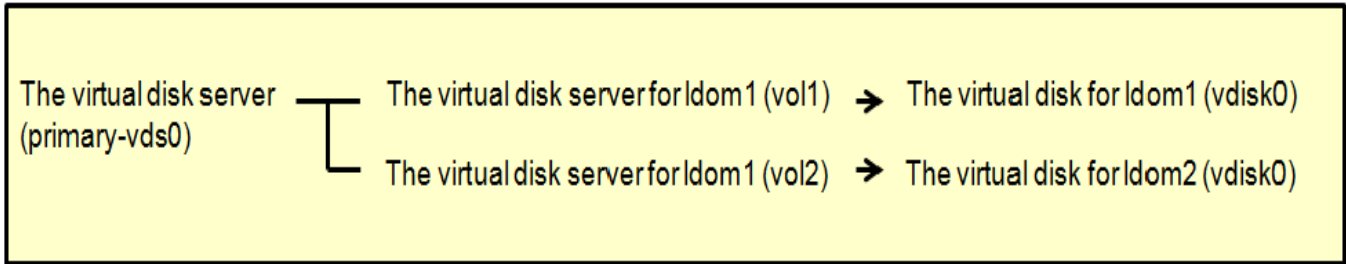 The virtual disk server
(primary-vds0)
The virtual disk server for ldom1 (vol1) → The virtual disk for ldom1 (vdisk0)
The virtual disk server for ldom1 (vol2) → The virtual disk for ldom2 (vdisk0)